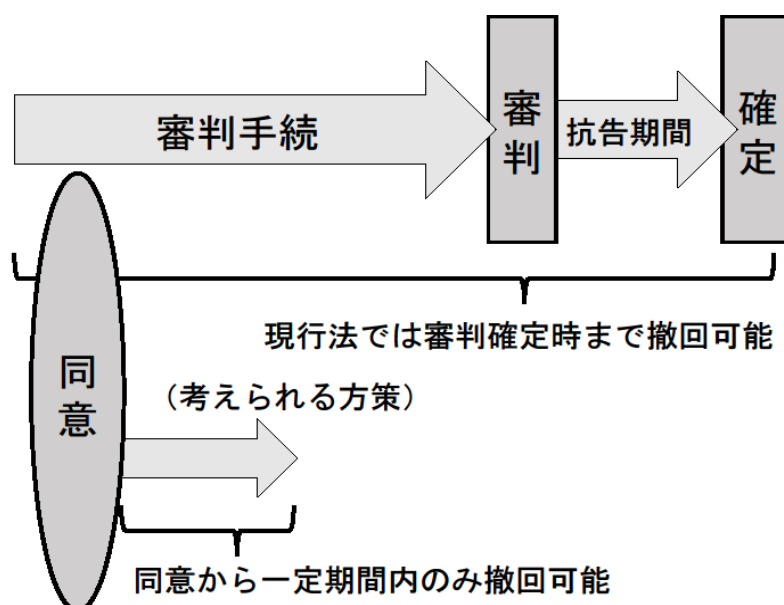 審判手続
審判
抗告期間
確定
現行法では審判確定時まで撤回可能
同意
（考えられる方策）
同意から一定期間内のみ撤回可能